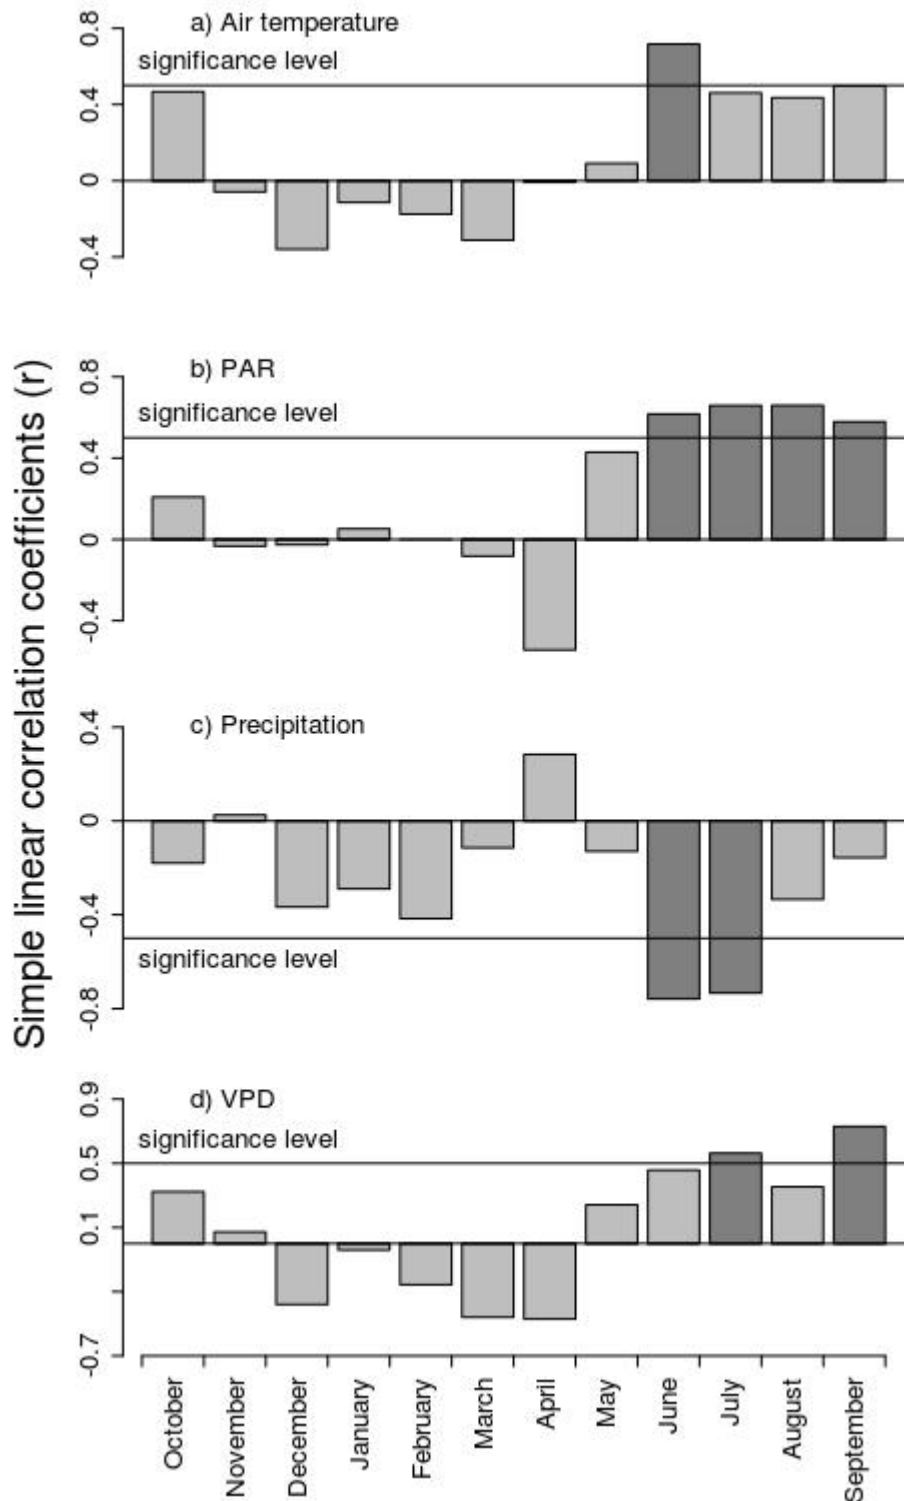 Simple linear correlation coefficients (r)
a) Air temperature
significance level
0.8
0.4
0
-0.4
b) PAR
significance level
0.8
0.4
0
-0.4
c) Precipitation
significance level
0.4
0
-0.4
-0.8
d) VPD
significance level
0.9
0.5
0.1
-0.7
October
November
December
January
February
March
April
May
June
July
August
September